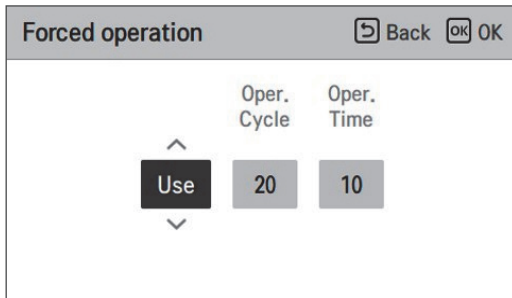 Forced operation
Back OK OK
Oper. Cycle
Oper. Time
Use 20 10